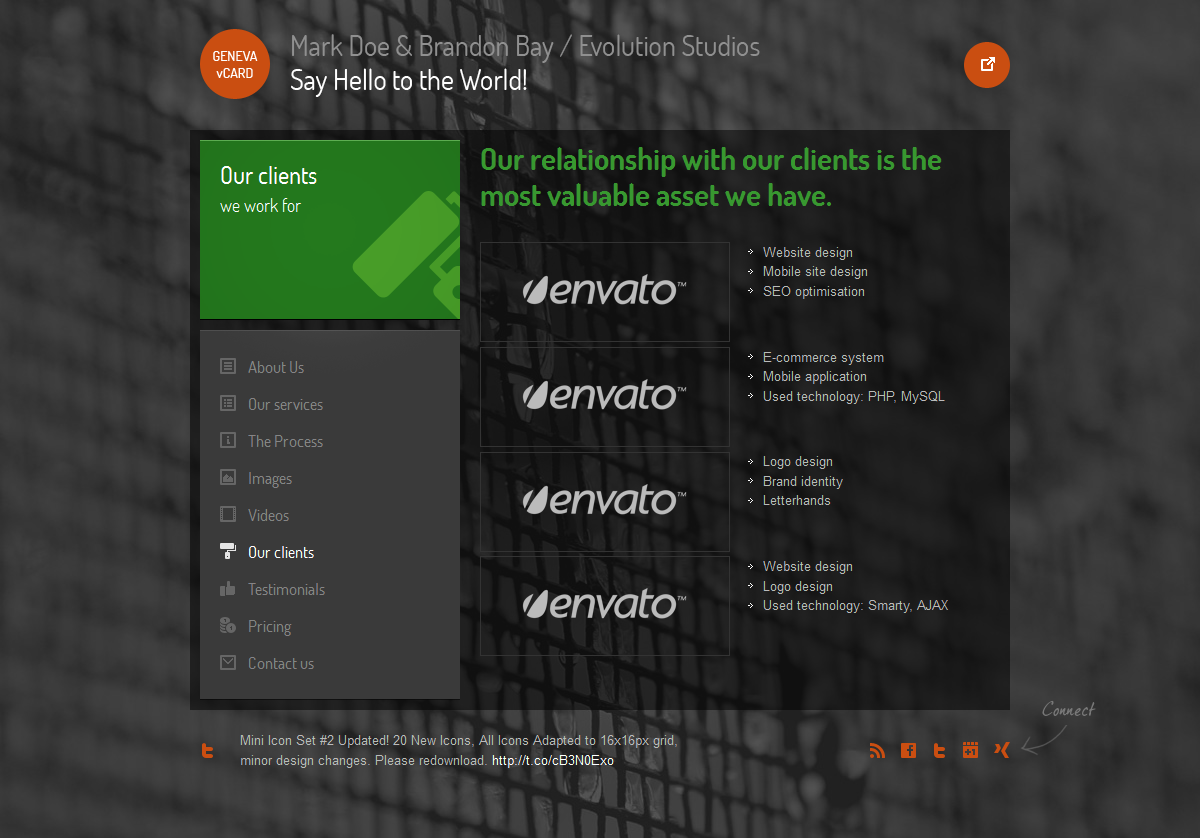 GENEVA
vCARD
Mark Doe & Brandon Bay / Evolution Studios
Say Hello to the World!
Our clients
we work for
About Us
Our services
The Process
Images
Videos
Our clients
Testimonials
Pricing
Contact us
Our relationship with our clients is the
most valuable asset we have.
envato™
Website design
Mobile site design
SEO optimisation
envato™
E-commerce system
Mobile application
Used technology: PHP, MySQL
envato™
Logo design
Brand identity
Letterhands
envato™
Website design
Logo design
Used technology: Smarty, AJAX
Mini Icon Set #2 Updated! 20 New Icons, All Icons Adapted to 16x16px grid,
minor design changes. Please redownload. http://t.co/cB3N0Exo
Connect